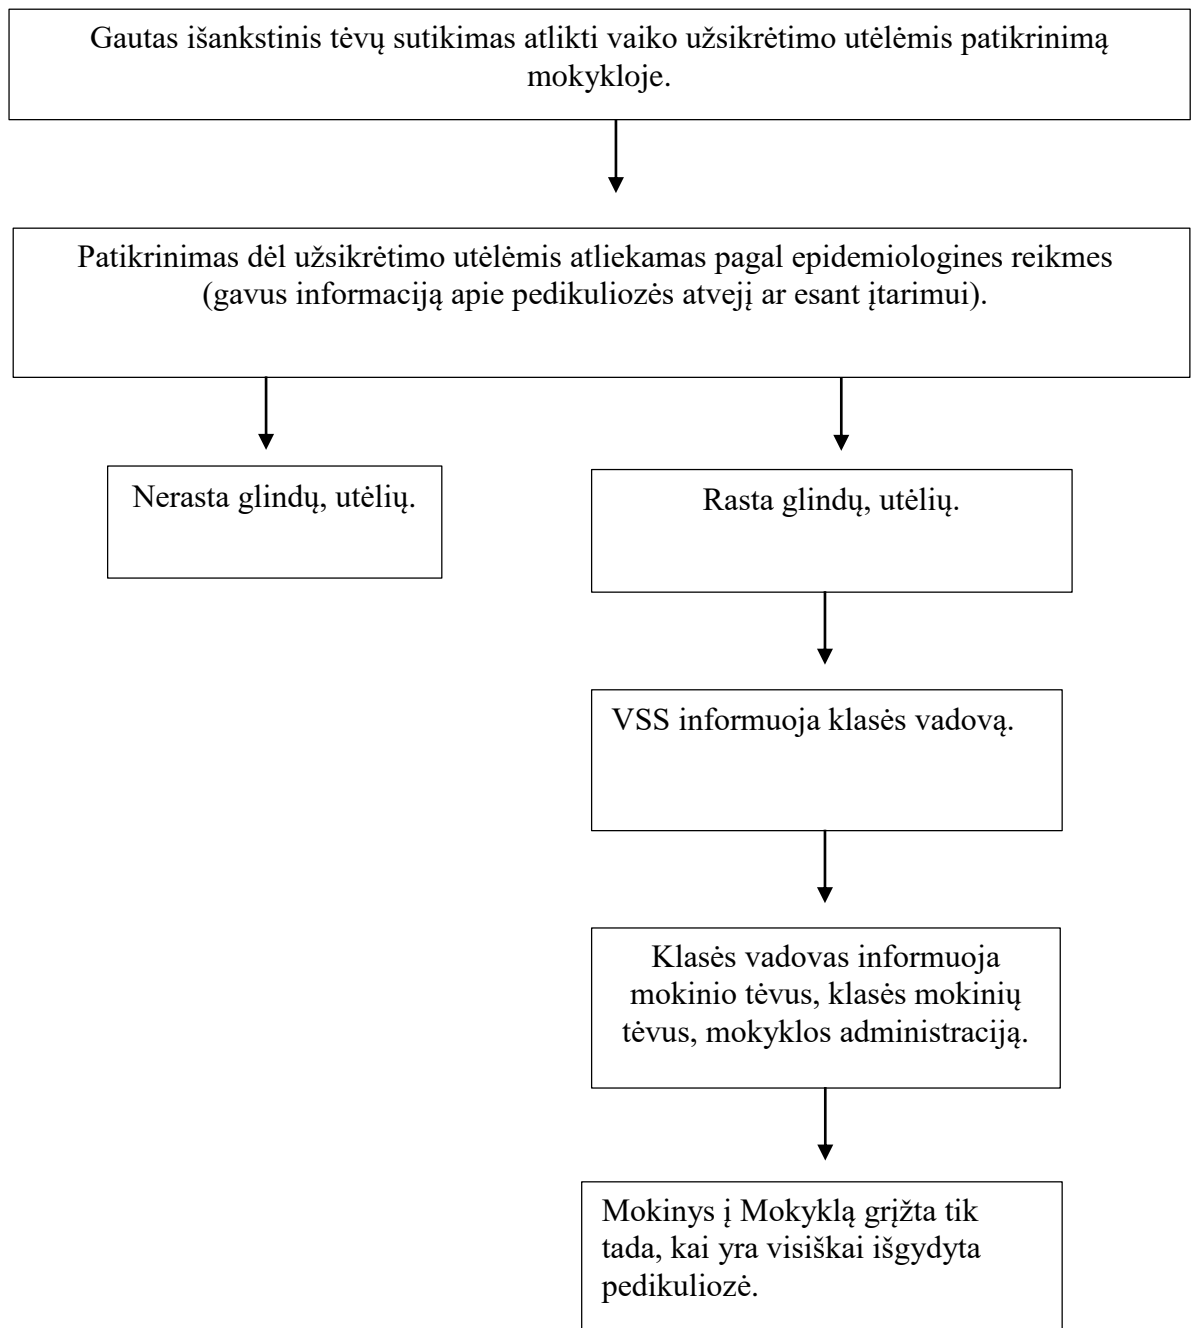 Gautas išankstinis tėvų sutikimas atlikti vaiko užsikrėtimo utėlėmis patikrinimą
mokykloje.
Patikrinimas dėl užsikrėtimo utėlėmis atliekamas pagal epidemiologines reikmes
(gavus informaciją apie pedikuliozės atvejį ar esant įtarimui).
Nerasta glindų, utėlių.
Rasta glindų, utėlių.
VSS informuoja klasės vadovą.
Klasės vadovas informuoja
mokinio tėvus, klasės mokinių
tėvus, mokyklos administraciją.
Mokinys į Mokyklą grįžta tik
tada, kai yra visiškai išgydyta
pedikuliozė.